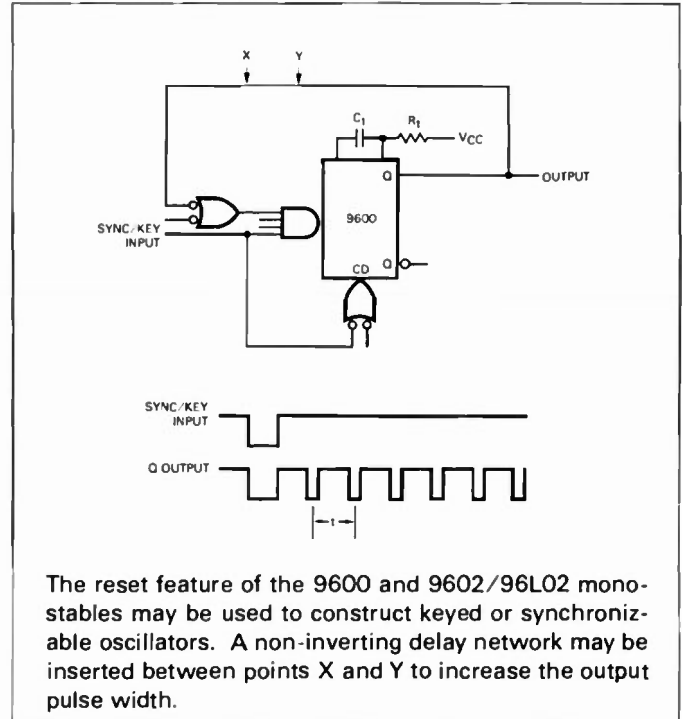 X Y
C1 R1
VCC
Q
OUTPUT
9600
SYNC/KEY
INPUT
CD Q
SYNC/KEY
INPUT
Q OUTPUT
t
The reset feature of the 9600 and 9602/96L02 mono-
stables may be used to construct keyed or synchroniz-
able oscillators. A non-inverting delay network may be
inserted between points X and Y to increase the output
pulse width.